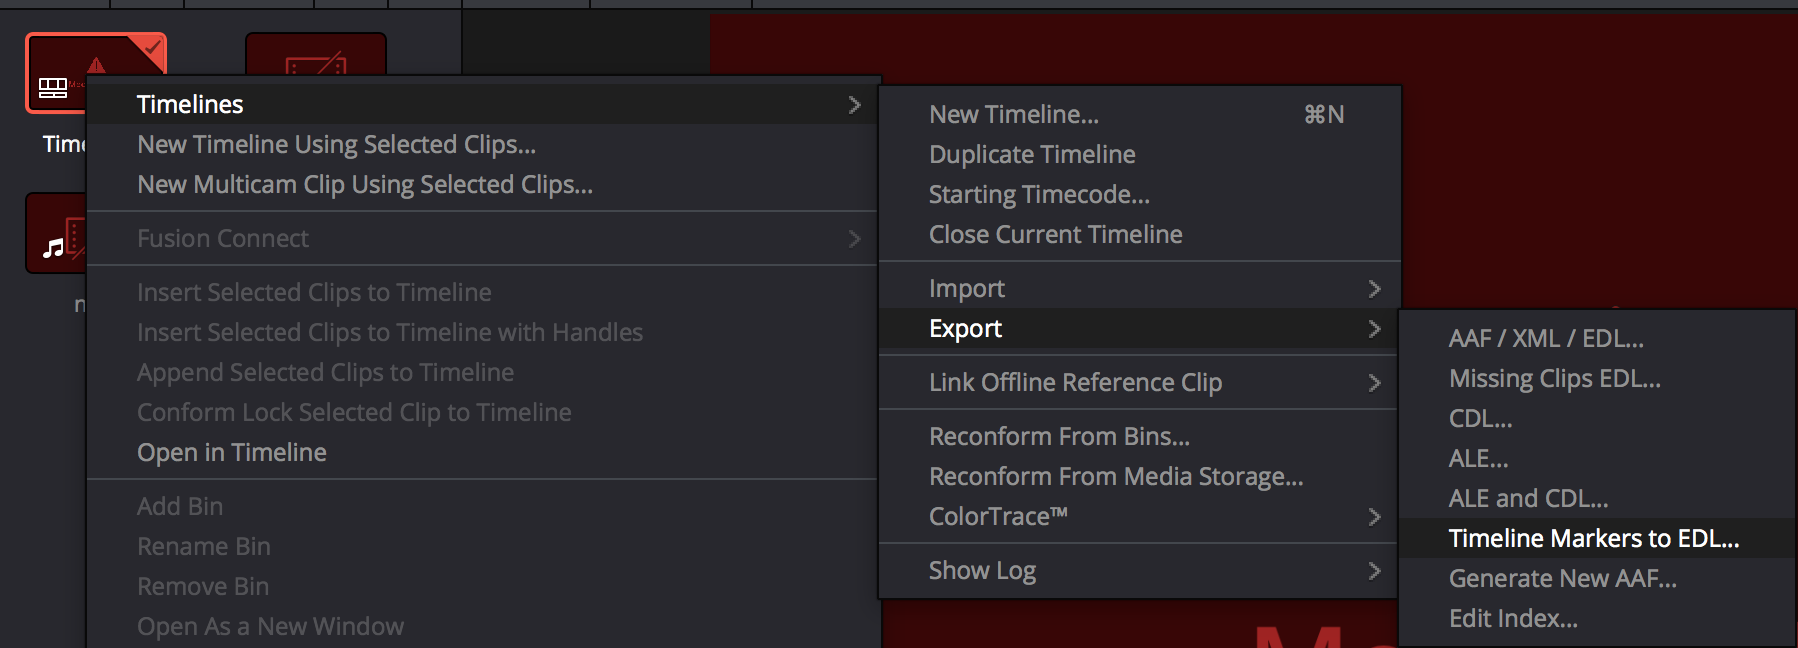 Time
Timelines
New Timeline Using Selected Clips...
New Multicam Clip Using Selected Clips...
Fusion Connect
Insert Selected Clips to Timeline
Insert Selected Clips to Timeline with Handles
Append Selected Clips to Timeline
Conform Lock Selected Clip to Timeline
Open in Timeline
Add Bin
Rename Bin
Remove Bin
Open As a New Window
New Timeline... ⌘N
Duplicate Timeline
Starting Timecode...
Close Current Timeline
Import
Export
Link Offline Reference Clip
Reconform From Bins...
Reconform From Media Storage...
ColorTrace™
Show Log
AAF / XML / EDL...
Missing Clips EDL...
CDL...
ALE...
ALE and CDL...
Timeline Markers to EDL...
Generate New AAF...
Edit Index...